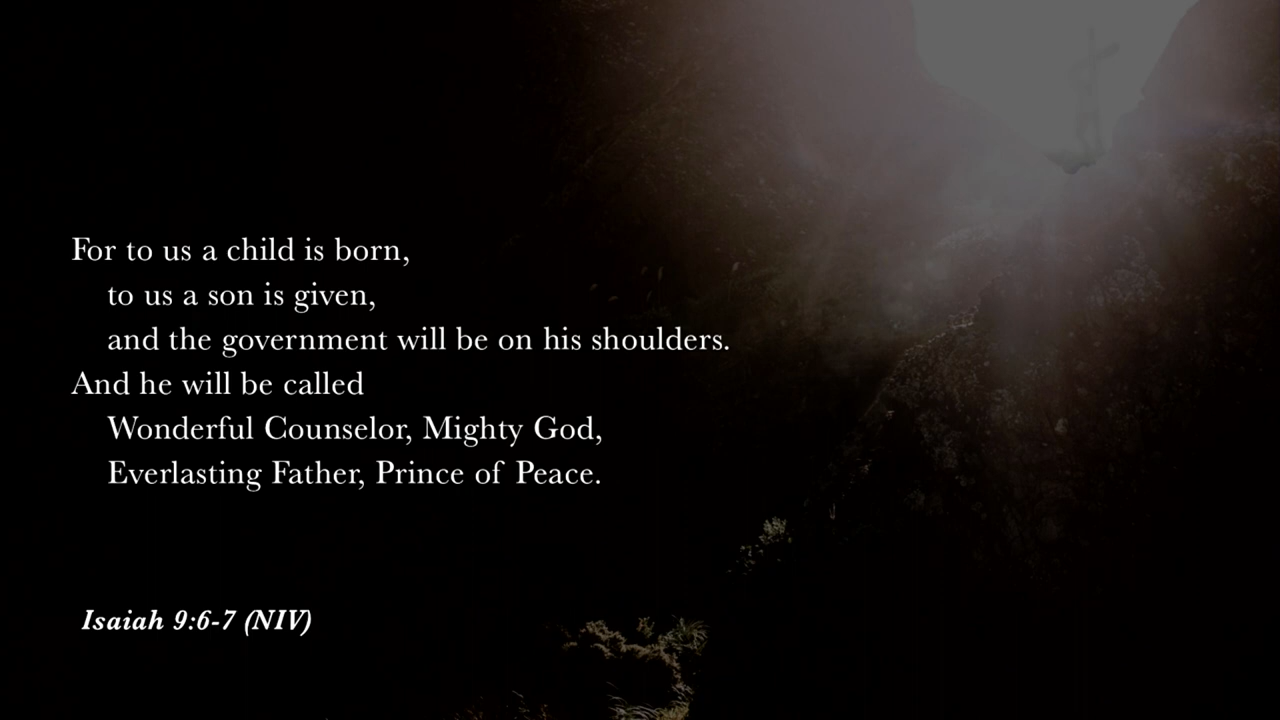 For to us a child is born,
to us a son is given,
and the government will be on his shoulders.
And he will be called
Wonderful Counselor, Mighty God,
Everlasting Father, Prince of Peace.
Isaiah 9:6-7 (NIV)